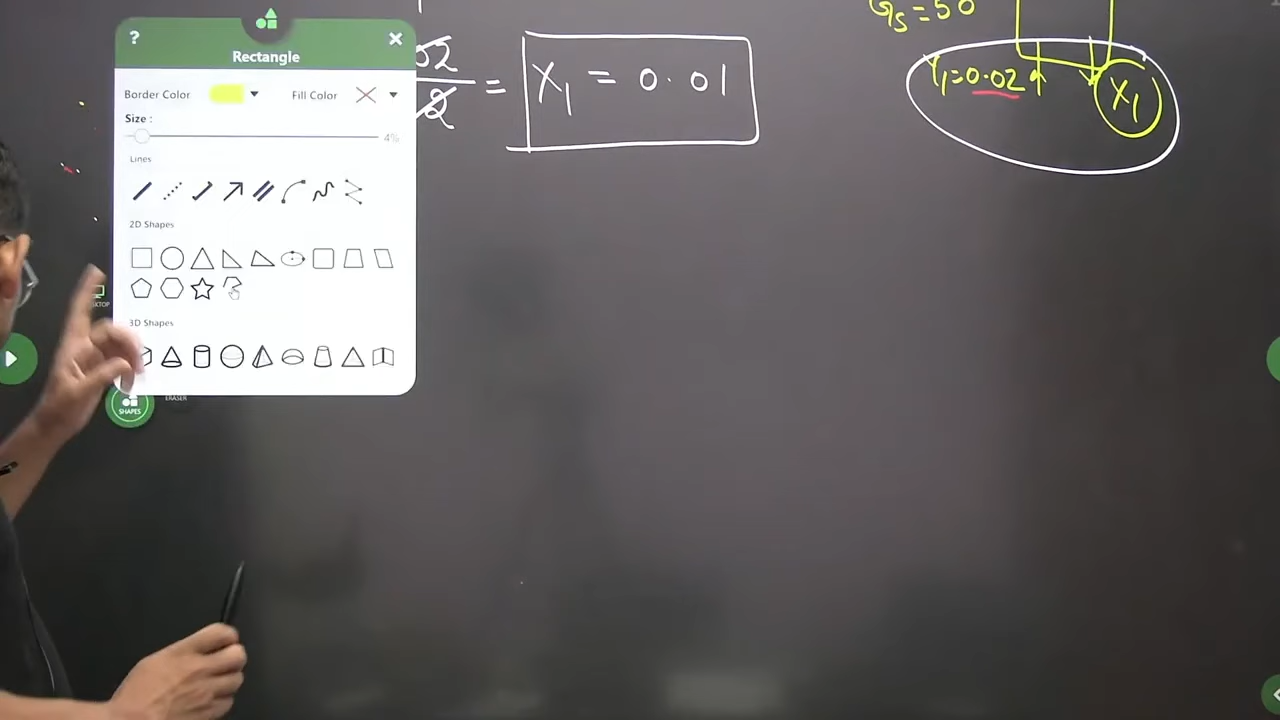 Gs = 50
?
Rectangle
02
= X1 = 0.01
Y1=0.02
X1
Border Color
Fill Color
Size :
4%
Lines
2D Shapes
3D Shapes
SHAPES
ERASER